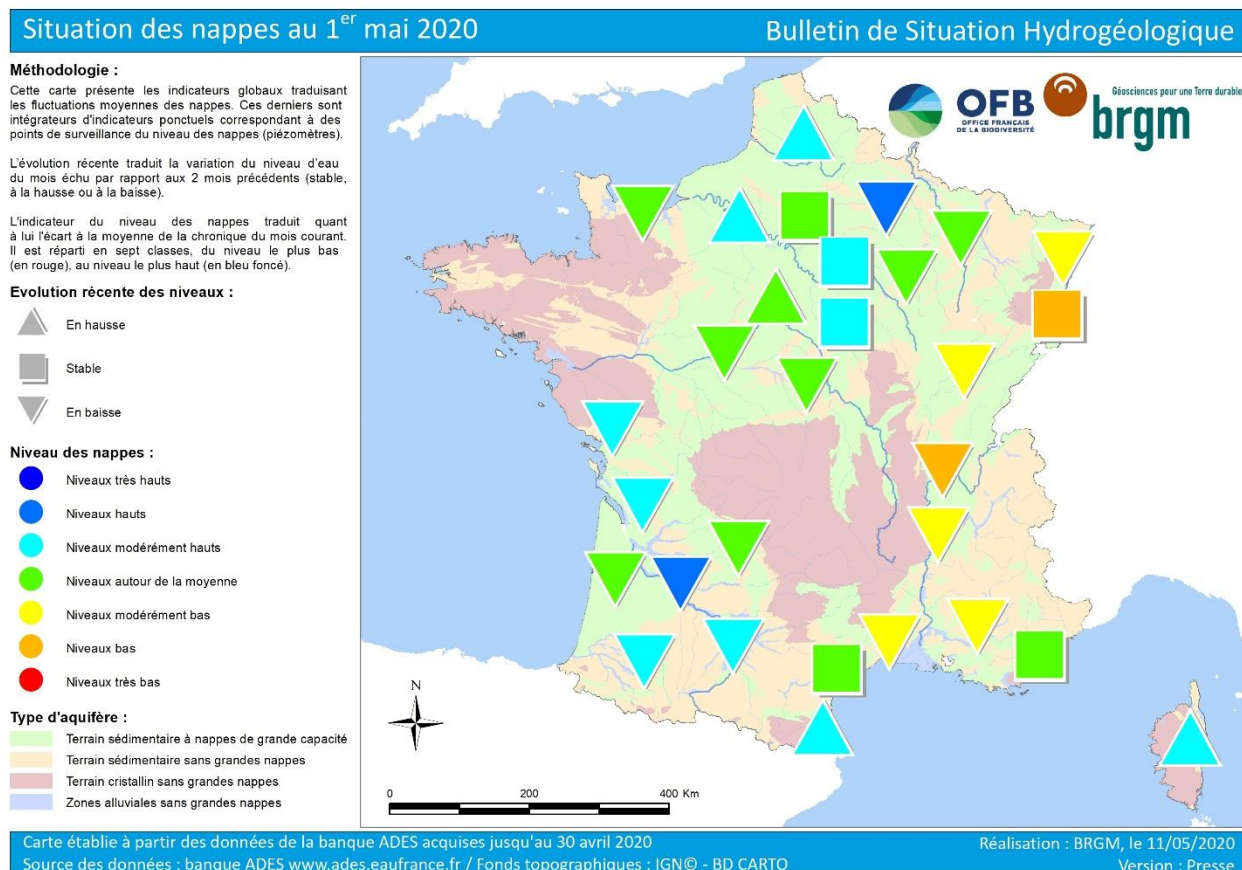 Situation des nappes au 1er mai 2020
Bulletin de Situation Hydrogéologique
Méthodologie :
Cette carte présente les indicateurs globaux traduisant
les fluctuations moyennes des nappes. Ces derniers sont
intégrateurs d'indicateurs ponctuels correspondant à des
points de surveillance du niveau des nappes (piézomètres).
L'évolution récente traduit la variation du niveau d'eau
du mois échu par rapport aux 2 mois précédents (stable,
à la hausse ou à la baisse).
L'indicateur du niveau des nappes traduit quant
à lui l'écart à la moyenne de la chronique du mois courant.
Il est réparti en sept classes, du niveau le plus bas
(en rouge), au niveau le plus haut (en bleu foncé).
Evolution récente des niveaux :
En hausse
Stable
En baisse
Niveau des nappes :
Niveaux très hauts
Niveaux hauts
Niveaux modérément hauts
Niveaux autour de la moyenne
Niveaux modérément bas
Niveaux bas
Niveaux très bas
Type d'aquifère :
Terrain sédimentaire à nappes de grande capacité
Terrain sédimentaire sans grandes nappes
Terrain cristallin sans grandes nappes
Zones alluviales sans grandes nappes
OFB
OFFICE FRANÇAIS
DE LA BIODIVERSITÉ
Géosciences pour une Terre durable
brgm
N
0 200 400 Km
Carte établie à partir des données de la banque ADES acquises jusqu'au 30 avril 2020
Source des données : banque ADES www.ades.eaufrance.fr / Fonds topographiques : IGN© - BD CARTO
Réalisation : BRGM, le 11/05/2020
Version : Presse